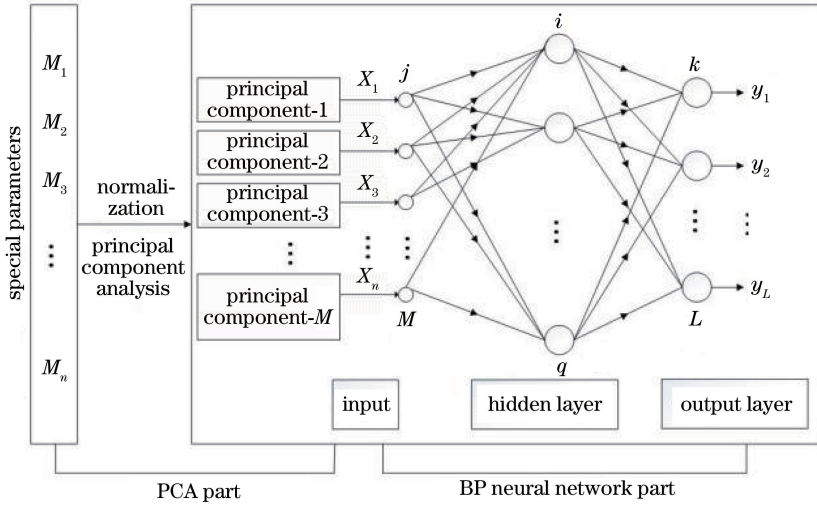 special parameters
M1
M2
M3
⋮
Mn
normali-
zation
principal
component
analysis
principal
component-1
principal
component-2
principal
component-3
⋮
principal
component-M
X1
X2
X3
⋮
Xn
j
⋮
M
i
⋮
q
k
⋮
L
y1
y2
⋮
yL
input
hidden layer
output layer
PCA part
BP neural network part